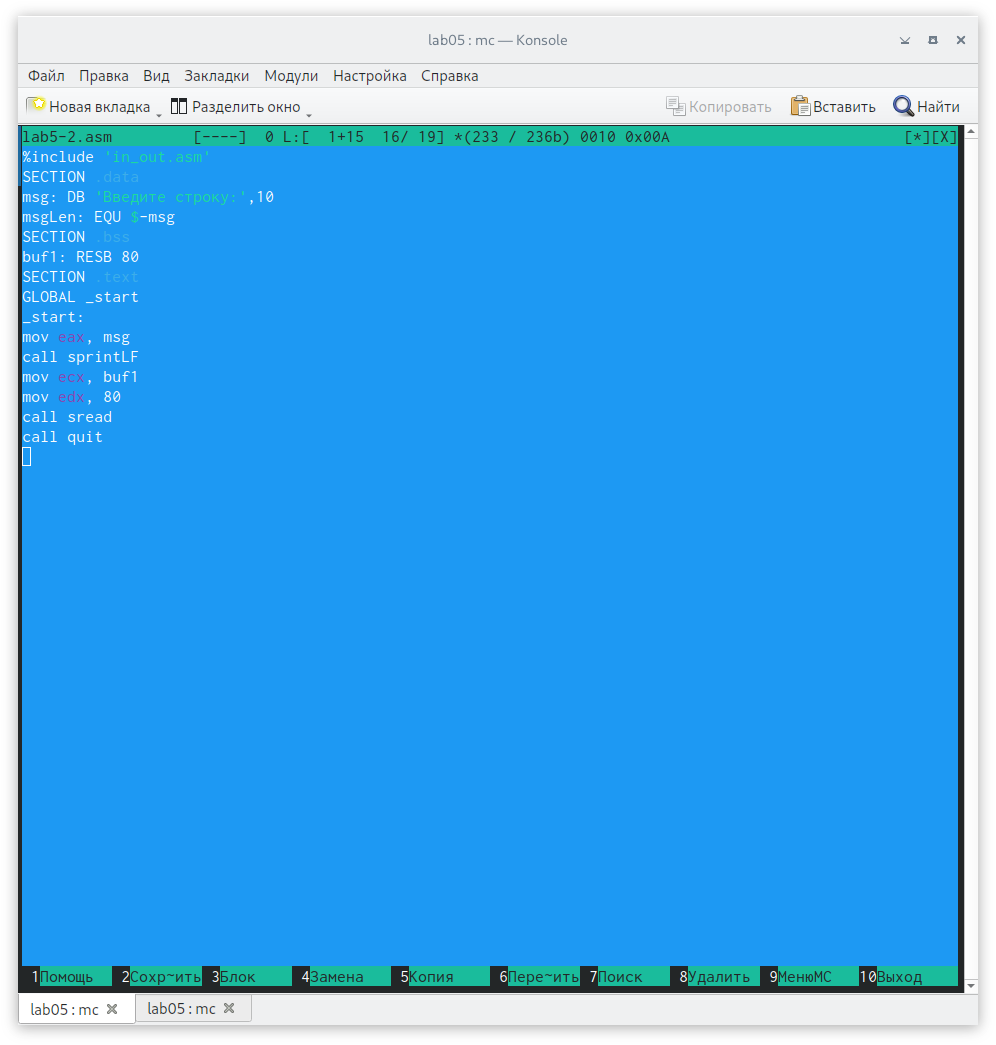 lab05 : mc — Konsole
Файл Правка Вид Закладки Модули Настройка Справка
Новая вкладка Разделить окно Копировать Вставить Найти
lab5-2.asm [----] 0 L:[ 1+15 16/ 19] *(233 / 236b) 0010 0x00A [*][X]
%include 'in_out.asm'
SECTION .data
msg: DB 'Введите строку:',10
msgLen: EQU $-msg
SECTION .bss
buf1: RESB 80
SECTION .text
GLOBAL _start
_start:
mov eax, msg
call sprintLF
mov ecx, buf1
mov edx, 80
call sread
call quit
1Помощь 2Сохр~ить 3Блок 4Замена 5Копия 6Пере~ить 7Поиск 8Удалить 9МенюMC 10Выход
lab05 : mc lab05 : mc